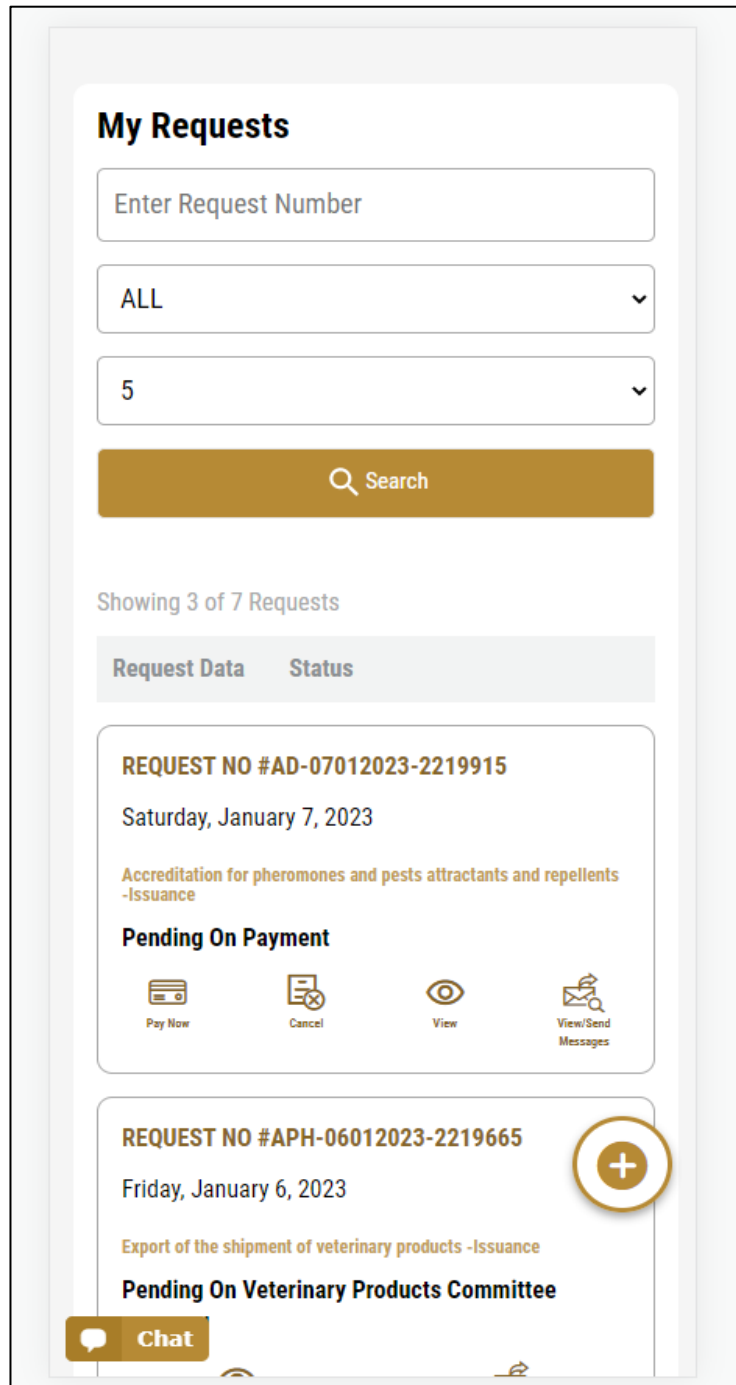 My Requests
Enter Request Number
ALL
5
Search
Showing 3 of 7 Requests
Request Data Status
REQUEST NO #AD-07012023-2219915
Saturday, January 7, 2023
Accreditation for pheromones and pests attractants and repellents
-Issuance
Pending On Payment
Pay Now Cancel View View/Send
Messages
REQUEST NO #APH-06012023-2219665
Friday, January 6, 2023
Export of the shipment of veterinary products -Issuance
Pending On Veterinary Products Committee
Chat